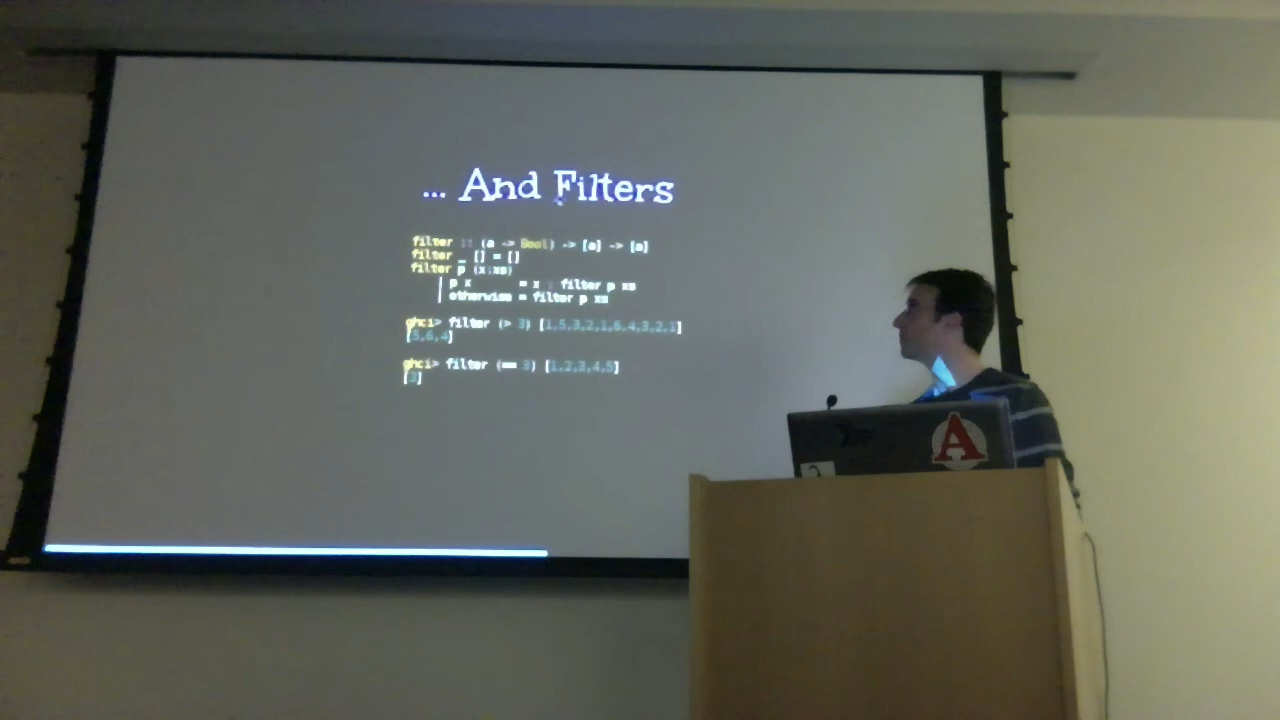 ... And Filters
filter :: (a -> Bool) -> [a] -> [a]
filter _ [] = []
filter p (x:xs)
| p x = x : filter p xs
| otherwise = filter p xs
ghci> filter (> 3) [1,5,3,2,1,6,4,3,2,1]
[5,6,4]
ghci> filter (== 3) [1,2,3,4,5]
[3]
A